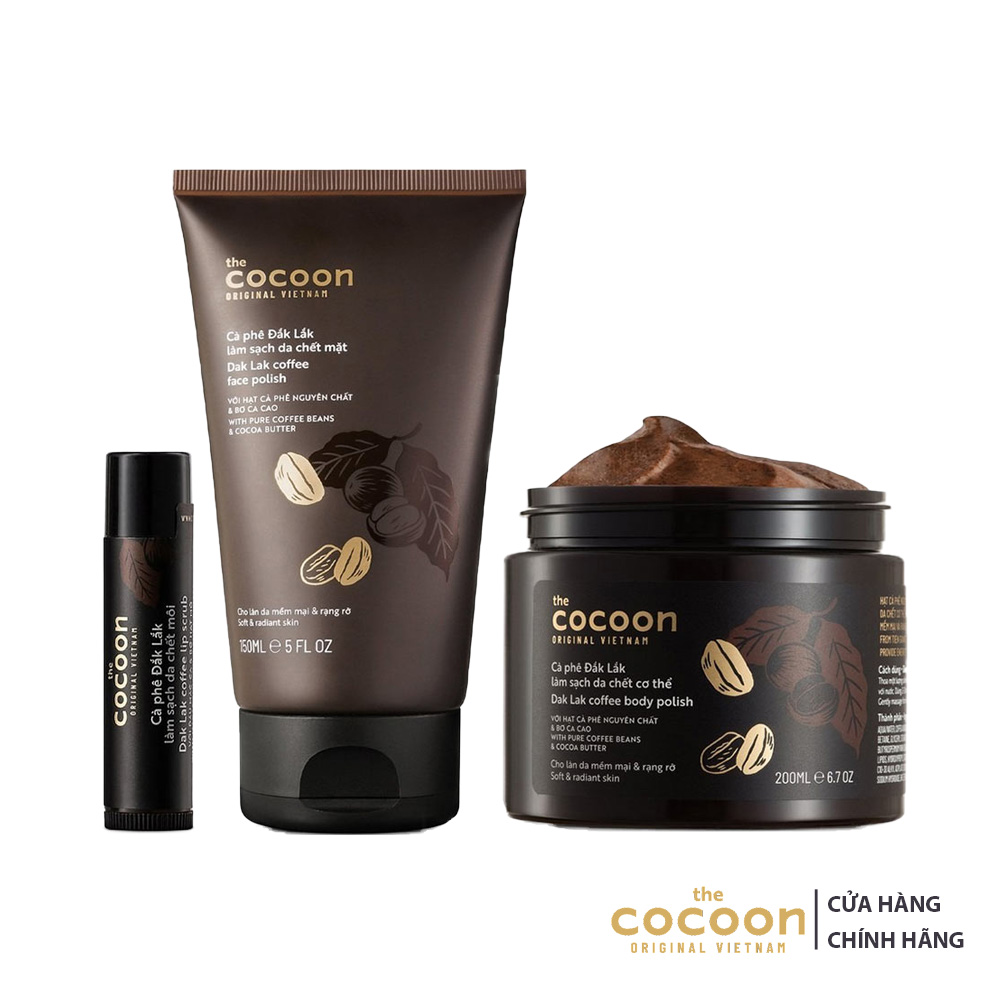 the
cocoon
ORIGINAL VIETNAM
Cà phê Đắk Lắk
làm sạch da chết môi
Dak Lak coffee lip scrub
the
cocoon
ORIGINAL VIETNAM
Cà phê Đắk Lắk
làm sạch da chết mặt
Dak Lak coffee
face polish
VỚI HẠT CÀ PHÊ NGUYÊN CHẤT
& BƠ CA CAO
WITH PURE COFFEE BEANS
& COCOA BUTTER
Cho làn da mềm mại & rạng rỡ
Soft & radiant skin
150ML ℮ 5 FL OZ
the
cocoon
ORIGINAL VIETNAM
Cà phê Đắk Lắk
làm sạch da chết cơ thể
Dak Lak coffee body polish
VỚI HẠT CÀ PHÊ NGUYÊN CHẤT
& BƠ CA CAO
WITH PURE COFFEE BEANS
& COCOA BUTTER
Cho làn da mềm mại & rạng rỡ
Soft & radiant skin
200ML ℮ 6.7 OZ
the
cocoon
ORIGINAL VIETNAM
CỬA HÀNG
CHÍNH HÃNG